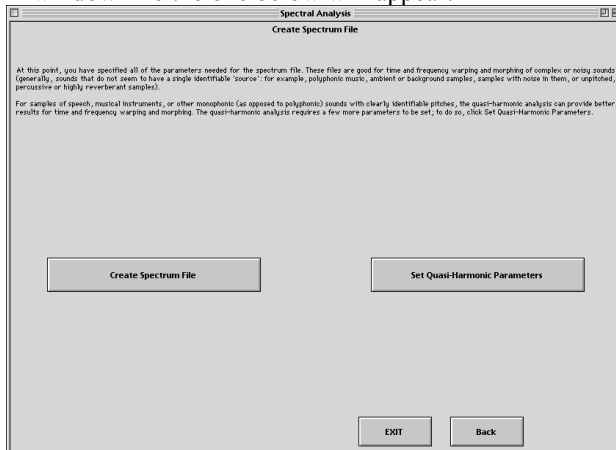 Spectral Analysis
Create Spectrum File
At this point, you have specified all of the parameters needed for the spectrum file. These files are good for time and frequency warping and morphing of complex or noisy sounds
(generally, sounds that do not seem to have a single identifiable 'source': for example, polyphonic music, ambient or background samples, samples with noise in them, or unpitched,
percussive or highly reverberant samples).
For samples of speech, musical instruments, or other monophonic (as opposed to polyphonic) sounds with clearly identifiable pitches, the quasi-harmonic analysis can provide better
results for time and frequency warping and morphing. The quasi-harmonic analysis requires a few more parameters to be set; to do so, click Set Quasi-Harmonic Parameters.
Create Spectrum File
Set Quasi-Harmonic Parameters
EXIT
Back